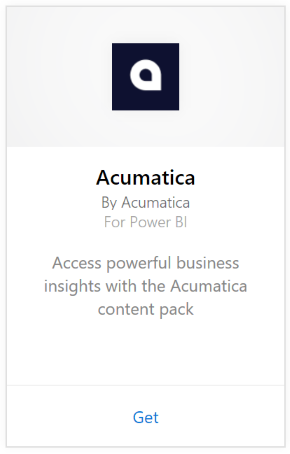 Acumatica
By Acumatica
For Power BI
Access powerful business
insights with the Acumatica
content pack
Get